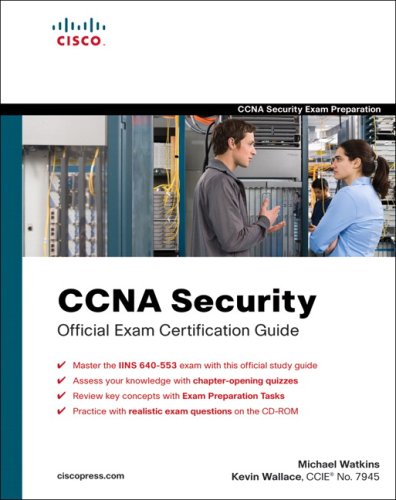 CISCO
CCNA Security Exam Preparation
CCNA Security
Official Exam Certification Guide
✓ Master the IINS 640-553 exam with this official study guide
✓ Assess your knowledge with chapter-opening quizzes
✓ Review key concepts with Exam Preparation Tasks
✓ Practice with realistic exam questions on the CD-ROM
Michael Watkins
ciscopress.com
Kevin Wallace, CCIE® No. 7945